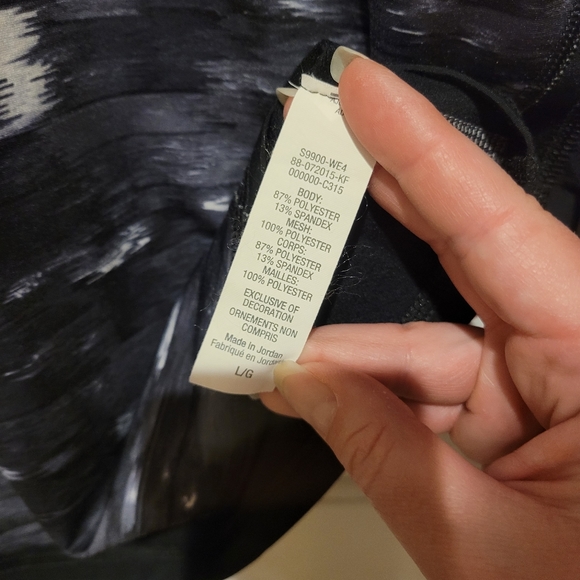 S9900-WE4
88-072015-KF
000000-C315
BODY:
87% POLYESTER
13% SPANDEX
MESH:
100% POLYESTER
CORPS:
87% POLYESTER
13% SPANDEX
MAILLES:
100% POLYESTER
EXCLUSIVE OF
DECORATION
ORNEMENTS NON
COMPRIS
Made in Jordan
Fabriqué en
L/G